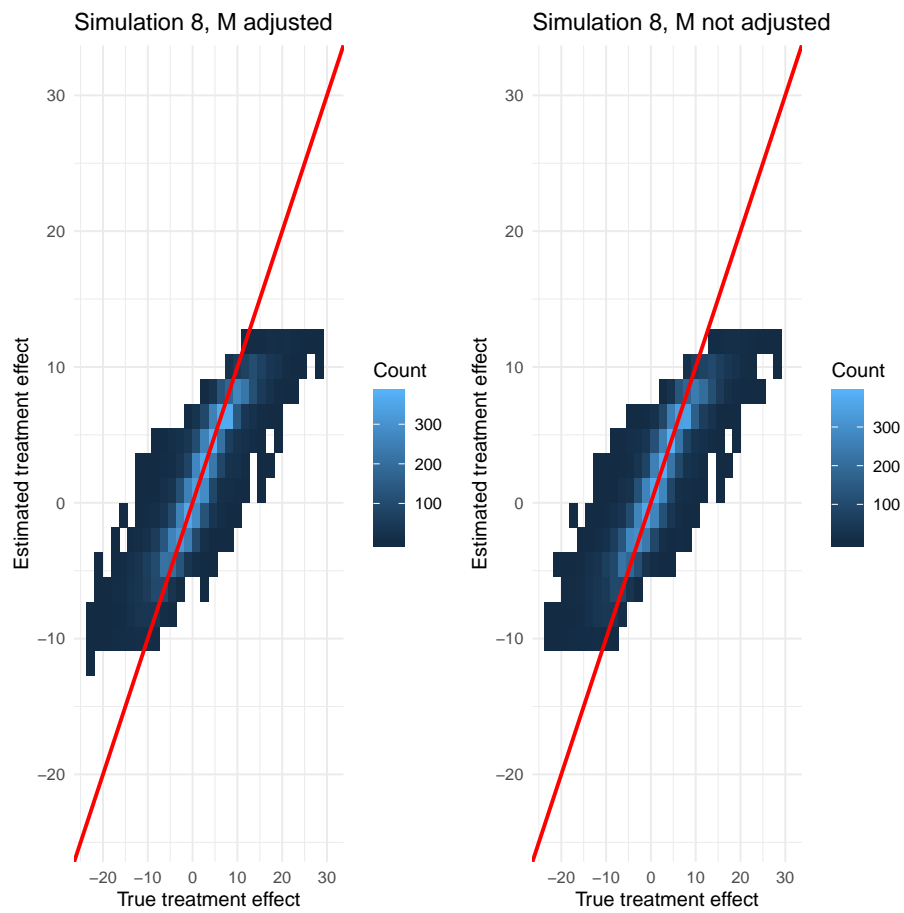 Simulation 8, M adjusted
30
20
10
0
−10
−20
Estimated treatment effect
−20 −10 0 10 20 30
True treatment effect
Count
300
200
100
Simulation 8, M not adjusted
30
20
10
0
−10
−20
Estimated treatment effect
−20 −10 0 10 20 30
True treatment effect
Count
300
200
100